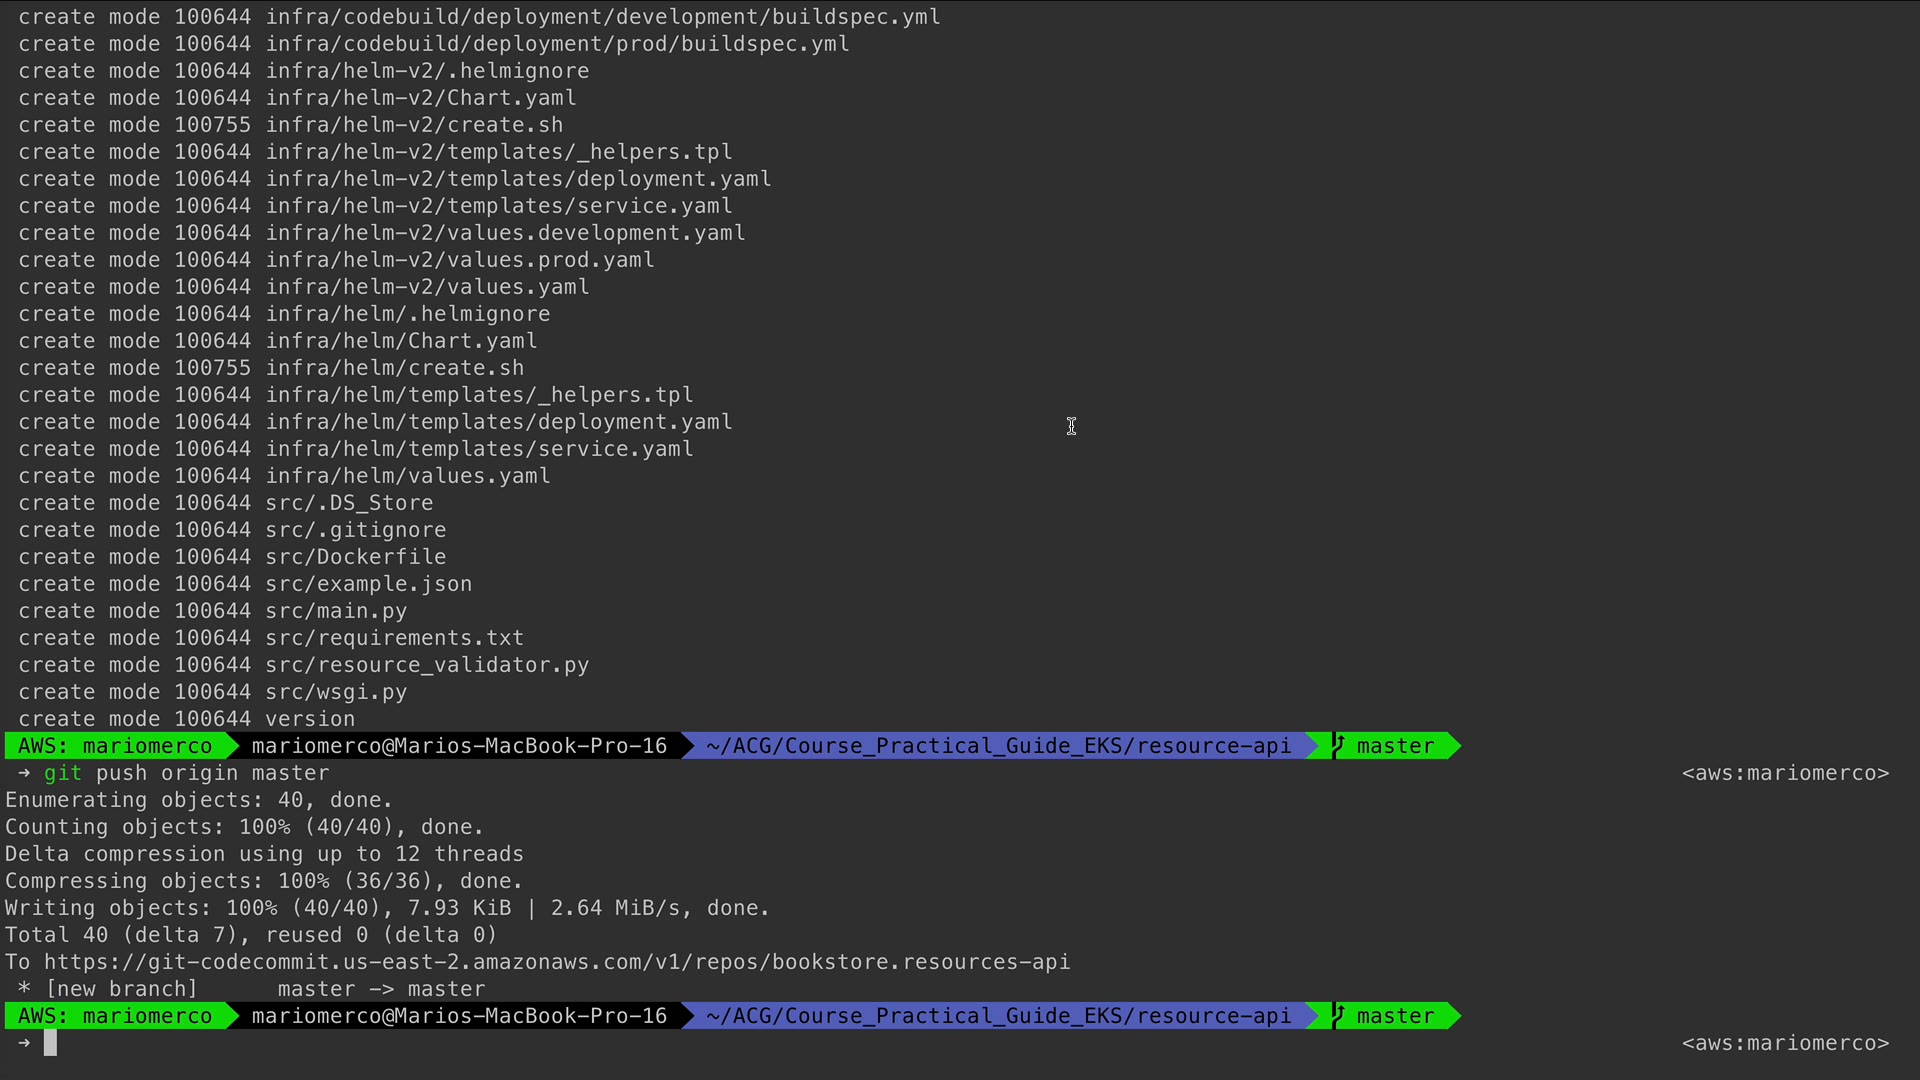 create mode 100644 infra/codebuild/deployment/development/buildspec.yml
create mode 100644 infra/codebuild/deployment/prod/buildspec.yml
create mode 100644 infra/helm-v2/.helmignore
create mode 100644 infra/helm-v2/Chart.yaml
create mode 100755 infra/helm-v2/create.sh
create mode 100644 infra/helm-v2/templates/_helpers.tpl
create mode 100644 infra/helm-v2/templates/deployment.yaml
create mode 100644 infra/helm-v2/templates/service.yaml
create mode 100644 infra/helm-v2/values.development.yaml
create mode 100644 infra/helm-v2/values.prod.yaml
create mode 100644 infra/helm-v2/values.yaml
create mode 100644 infra/helm/.helmignore
create mode 100644 infra/helm/Chart.yaml
create mode 100755 infra/helm/create.sh
create mode 100644 infra/helm/templates/_helpers.tpl
create mode 100644 infra/helm/templates/deployment.yaml
create mode 100644 infra/helm/templates/service.yaml
create mode 100644 infra/helm/values.yaml
create mode 100644 src/.DS_Store
create mode 100644 src/.gitignore
create mode 100644 src/Dockerfile
create mode 100644 src/example.json
create mode 100644 src/main.py
create mode 100644 src/requirements.txt
create mode 100644 src/resource_validator.py
create mode 100644 src/wsgi.py
create mode 100644 version
AWS: mariomerco mariomerco@Marios-MacBook-Pro-16 ~/ACG/Course_Practical_Guide_EKS/resource-api master
→ git push origin master <aws:mariomerco>
Enumerating objects: 40, done.
Counting objects: 100% (40/40), done.
Delta compression using up to 12 threads
Compressing objects: 100% (36/36), done.
Writing objects: 100% (40/40), 7.93 KiB | 2.64 MiB/s, done.
Total 40 (delta 7), reused 0 (delta 0)
To https://git-codecommit.us-east-2.amazonaws.com/v1/repos/bookstore.resources-api
* [new branch] master -> master
AWS: mariomerco mariomerco@Marios-MacBook-Pro-16 ~/ACG/Course_Practical_Guide_EKS/resource-api master
→ <aws:mariomerco>